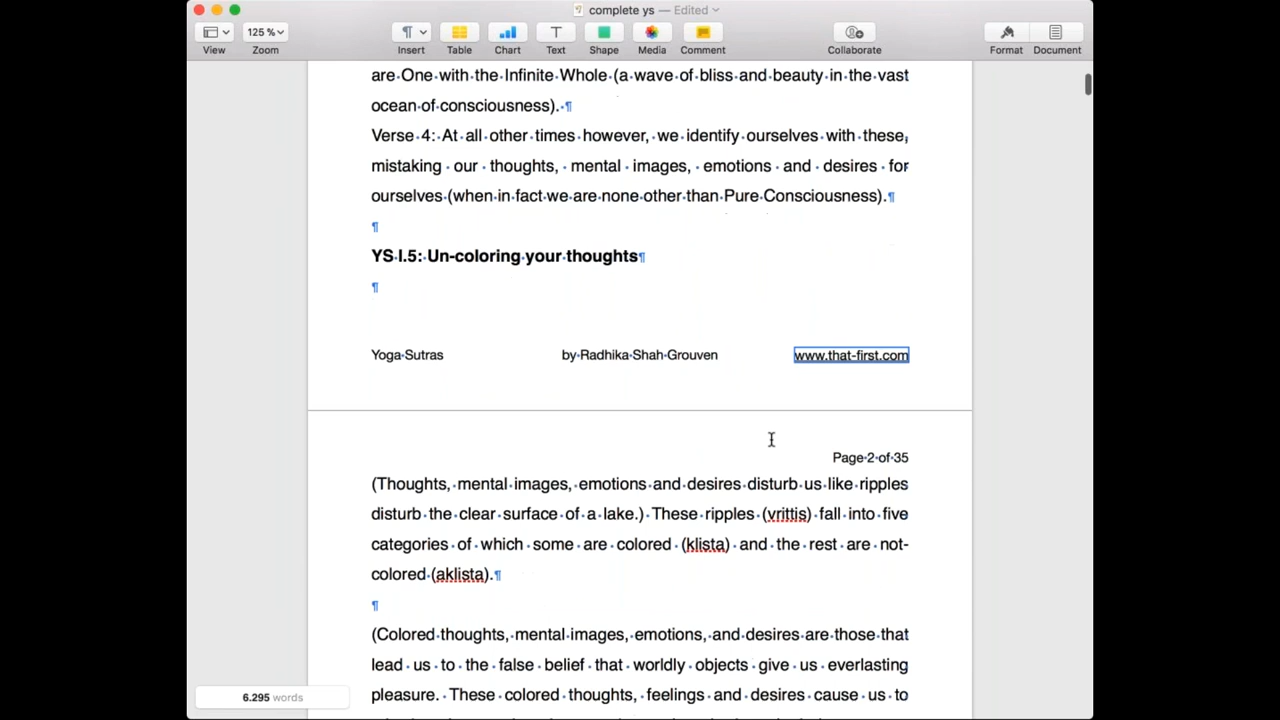 complete ys — Edited
View
125 %
Zoom
Insert
Table
Chart
Text
Shape
Media
Comment
Collaborate
Format
Document
are One with the Infinite Whole (a wave of bliss and beauty in the vast
ocean of consciousness). ¶
Verse 4: At all other times however, we identify ourselves with these,
mistaking our thoughts, mental images, emotions and desires for
ourselves (when in fact we are none other than Pure Consciousness).¶
¶
YS I.5: Un-coloring your thoughts¶
¶
Yoga Sutras by Radhika Shah Grouven www.that-first.com
Page 2 of 35
(Thoughts, mental images, emotions and desires disturb us like ripples
disturb the clear surface of a lake.) These ripples (vrittis) fall into five
categories of which some are colored (klista) and the rest are not-
colored (aklista).¶
¶
(Colored thoughts, mental images, emotions, and desires are those that
lead us to the false belief that worldly objects give us everlasting
pleasure. These colored thoughts, feelings and desires cause us to
6.295 words